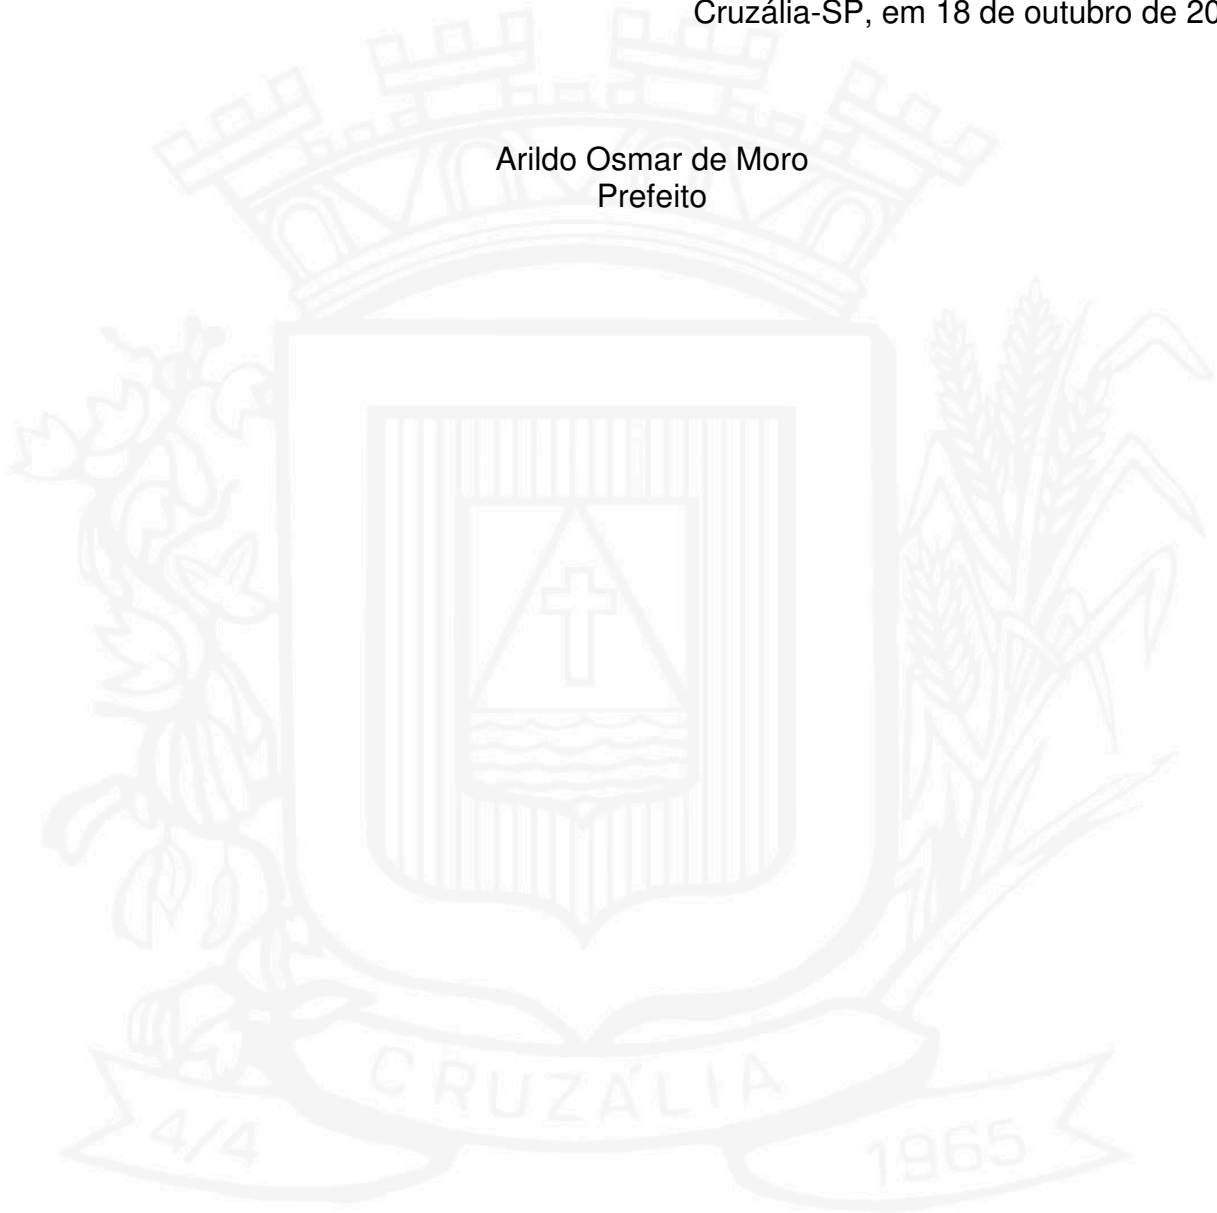 Cruzália-SP, em 18 de outubro de 20
Arildo Osmar de Moro
Prefeito
CRUZÁLIA
4/4
1965